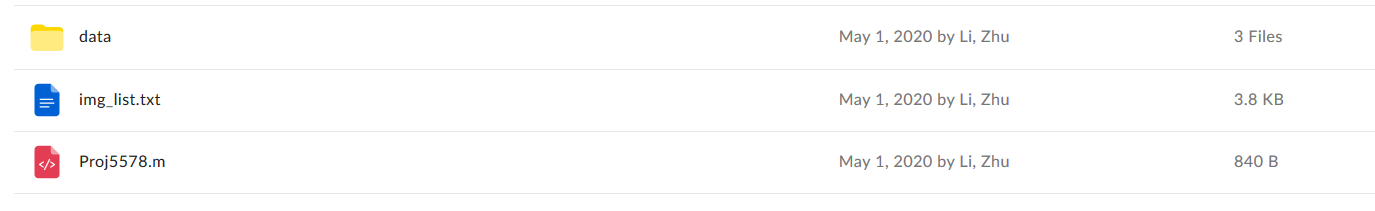 data May 1, 2020 by Li, Zhu 3 Files
img_list.txt May 1, 2020 by Li, Zhu 3.8 KB
Proj5578.m May 1, 2020 by Li, Zhu 840 B